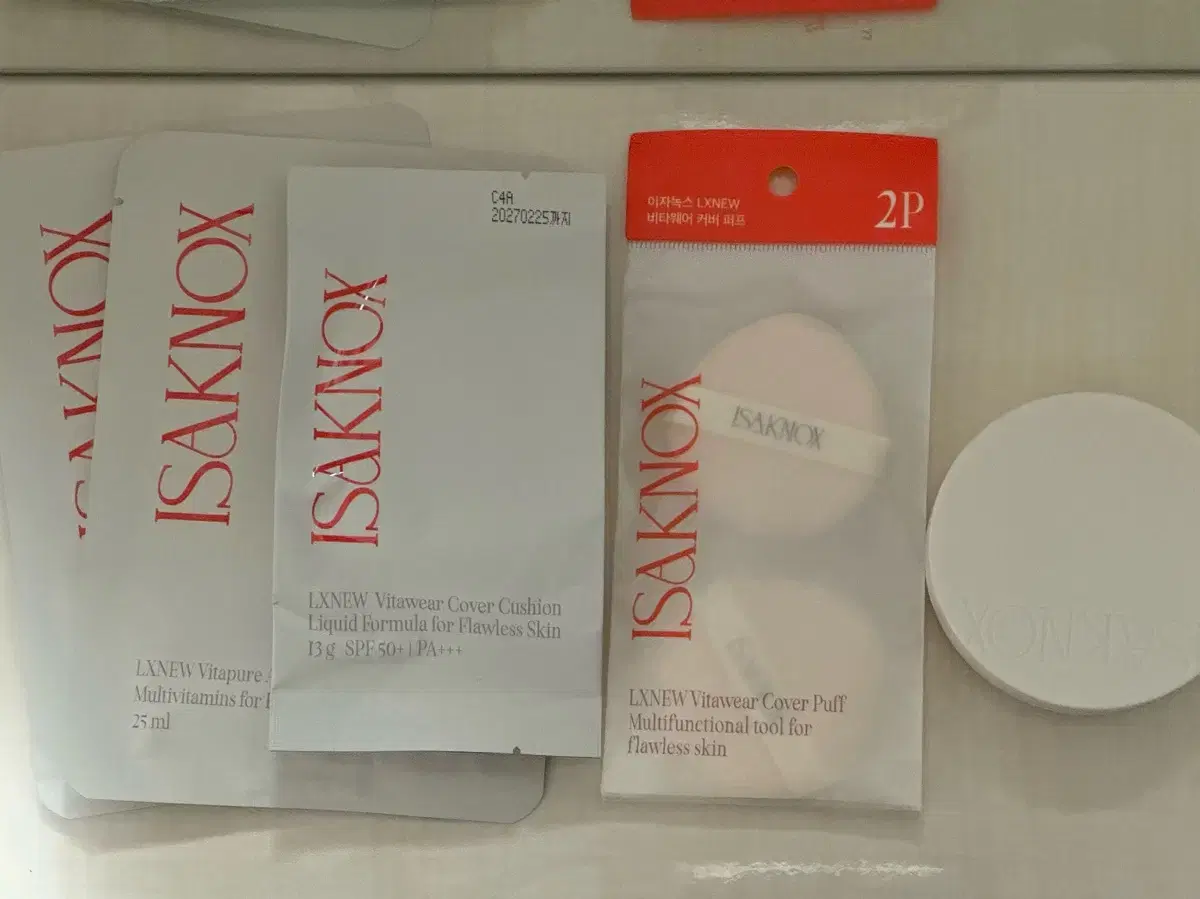 ISAKNOX
ISAKNOX
LXNEW Vitapure
Multivitamins for
25 ml
C4A
20270225까지
ISAKNOX
LXNEW Vitawear Cover Cushion
Liquid Formula for Flawless Skin
13 g SPF 50+ | PA+++
이자녹스 LXNEW
비타웨어 커버 퍼프
2P
ISAKNOX
ISAKNOX
LXNEW Vitawear Cover Puff
Multifunctional tool for
flawless skin
ISAKNOX